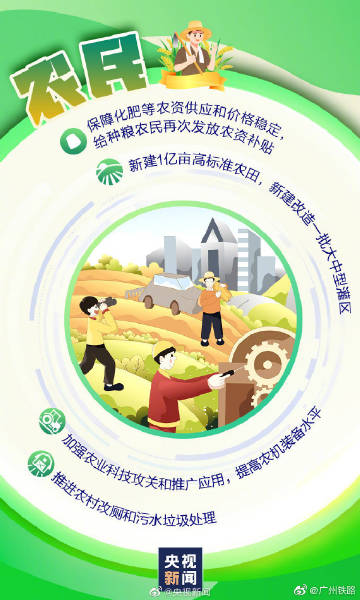 农民
保障化肥等农资供应和价格稳定，
给种粮农民再次发放农资补贴
新建1亿亩高标准农田，新建改造一批大中型灌区
加强农业科技攻关和推广应用，提高农机装备水平
推进农村改厕和污水垃圾处理
央视
新闻
@央视新闻
@广州铁路